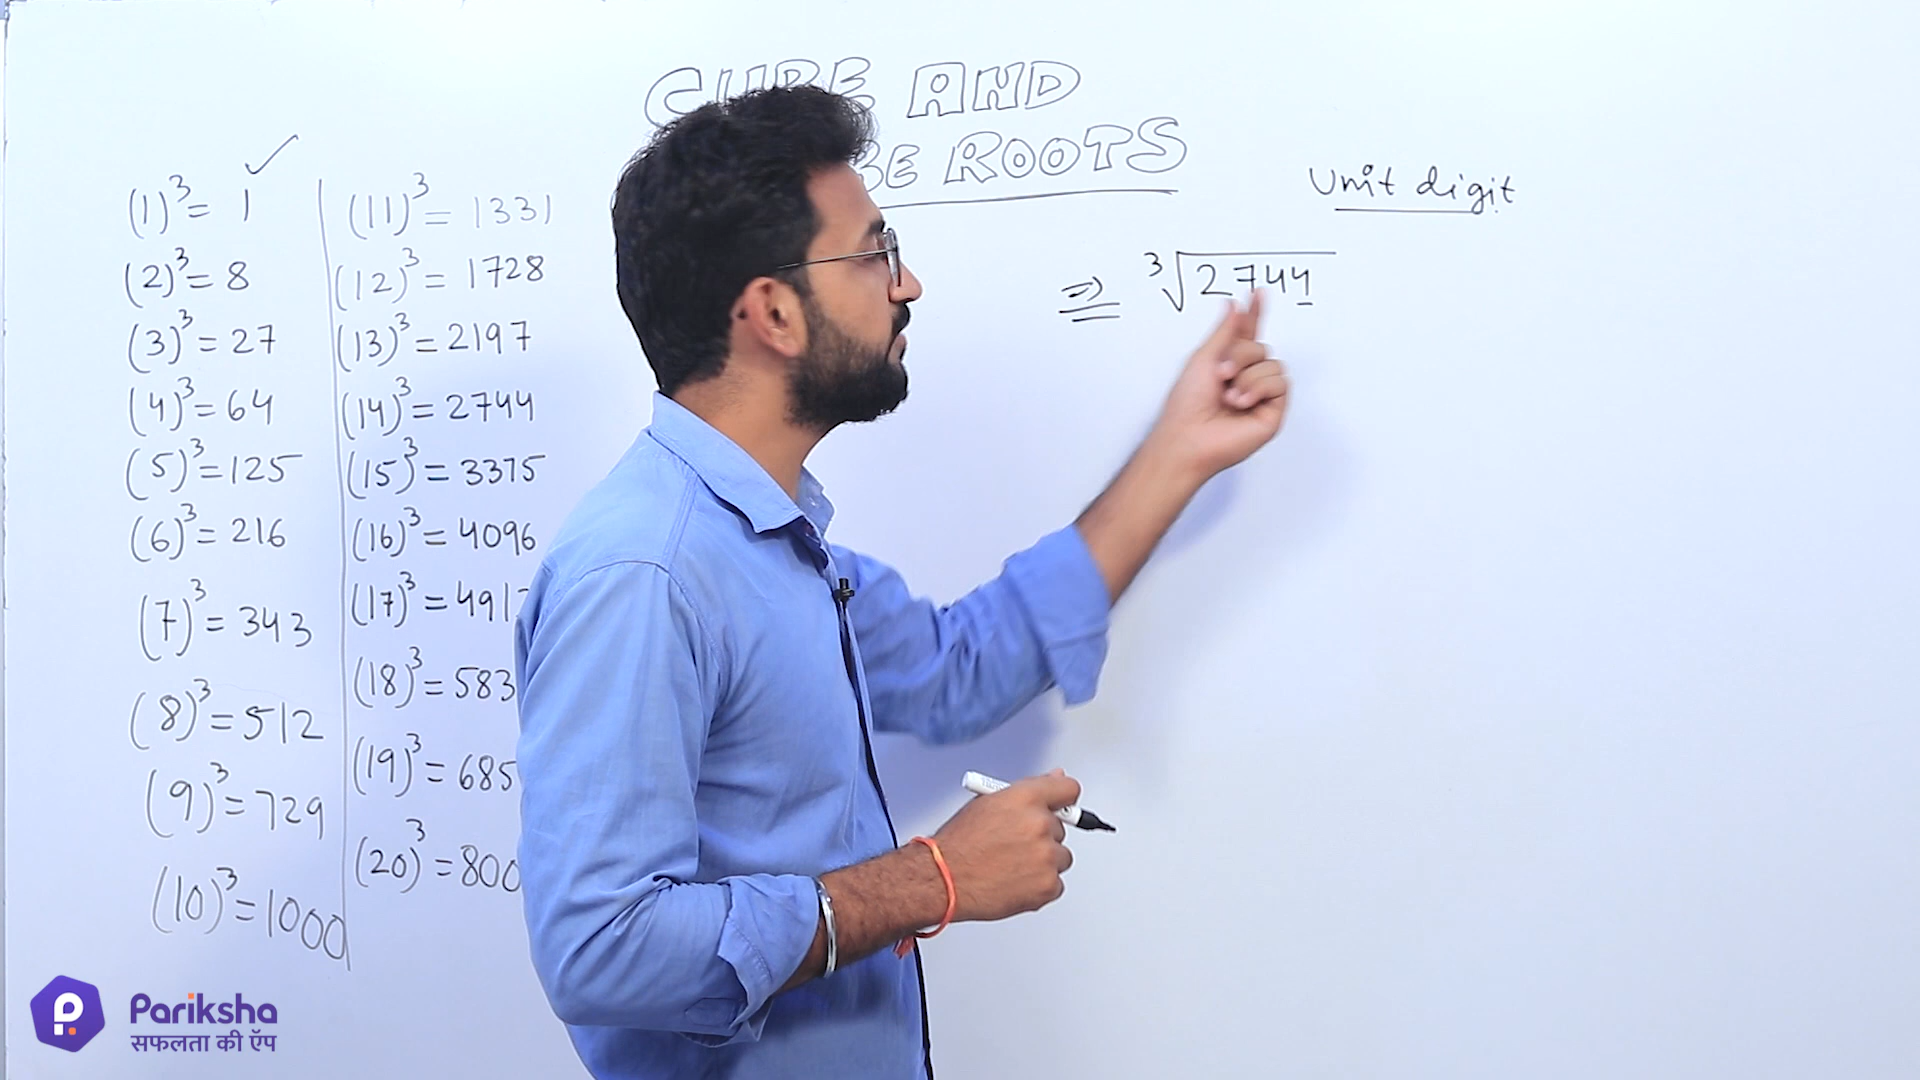 CUBE AND
BE ROOTS
Unit digit
(1)³ = 1 ✓
(2)³ = 8
(3)³ = 27
(4)³ = 64
(5)³ = 125
(6)³ = 216
(7)³ = 343
(8)³ = 512
(9)³ = 729
(10)³ = 1000
(11)³ = 1331
(12)³ = 1728
(13)³ = 2197
(14)³ = 2744
(15)³ = 3375
(16)³ = 4096
(17)³ = 491
(18)³ = 583
(19)³ = 685
(20)³ = 800
⇒ ³√2744
Pariksha
सफलता की ऍप